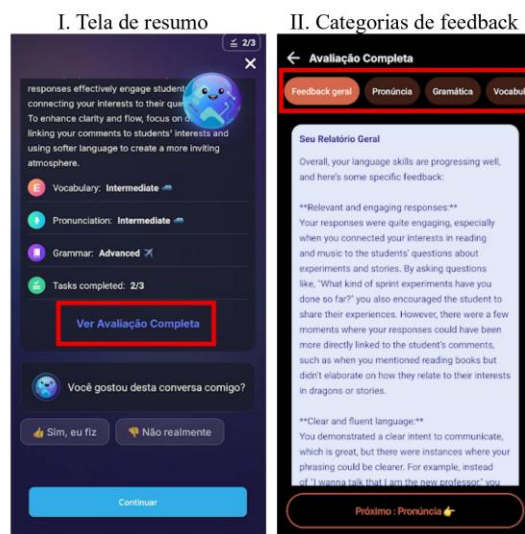 I. Tela de resumo
2/3
responses effectively engage student
connecting your interests to their que
To enhance clarity and flow, focus on
linking your comments to students' interests and
using softer language to create a more inviting
atmosphere.
E
Vocabulary: Intermediate
Pronunciation: Intermediate
Grammar: Advanced
Tasks completed: 2/3
Ver Avaliação Completa
Você gostou desta conversa comigo?
Sim, eu fiz
Não realmente
Continuar
II. Categorias de feedback
Avaliação Completa
Feedback geral
Pronúncia
Gramática
Vocabul
Seu Relatório Geral
Overall, your language skills are progressing well,
and here's some specific feedback:
**Relevant and engaging responses:**
Your responses were quite engaging, especially
when you connected your interests in reading
and music to the students' questions about
experiments and stories. By asking questions
like, "What kind of sprint experiments have you
done so far?" you also encouraged the student to
share their experiences. However, there were a few
moments where your responses could have been
more directly linked to the student's comments,
such as when you mentioned reading books but
didn't elaborate on how they relate to their interests
in dragons or stories.
**Clear and fluent language:**
You demonstrated a clear intent to communicate,
which is great, but there were instances where your
phrasing could be clearer. For example, instead
of "I wanna talk that I am the new professor," you
Próximo : Pronúncia